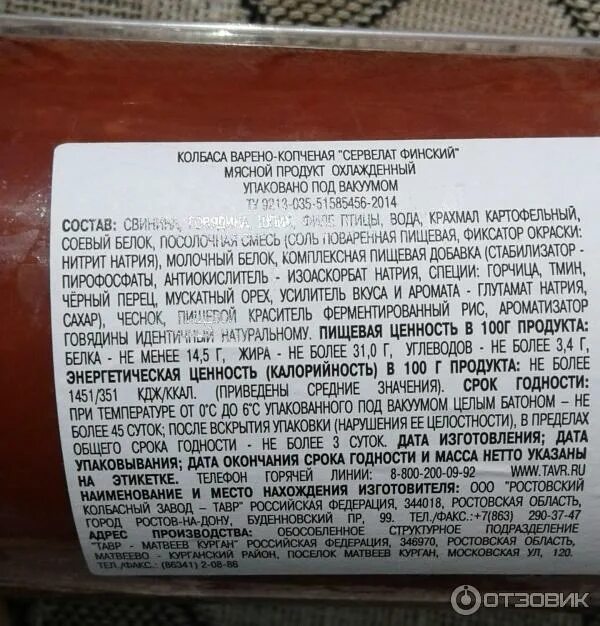 КОЛБАСА ВАРЕНО-КОПЧЕНАЯ "СЕРВЕЛАТ ФИНСКИЙ"
МЯСНОЙ ПРОДУКТ ОХЛАЖДЕННЫЙ
УПАКОВАНО ПОД ВАКУУМОМ
ТУ 9213-035-51585456-2014
СОСТАВ: СВИНИНА, ГОВЯДИНА, ШПИК, ФИЛЕ ПТИЦЫ, ВОДА, КРАХМАЛ КАРТОФЕЛЬНЫЙ,
СОЕВЫЙ БЕЛОК, ПОСОЛОЧНАЯ СМЕСЬ (СОЛЬ ПОВАРЕННАЯ ПИЩЕВАЯ, ФИКСАТОР ОКРАСКИ:
НИТРИТ НАТРИЯ), МОЛОЧНЫЙ БЕЛОК, КОМПЛЕКСНАЯ ПИЩЕВАЯ ДОБАВКА (СТАБИЛИЗАТОР -
ПИРОФОСФАТЫ, АНТИОКИСЛИТЕЛЬ - ИЗОАСКОРБАТ НАТРИЯ, СПЕЦИИ: ГОРЧИЦА, ТМИН,
ЧЁРНЫЙ ПЕРЕЦ, МУСКАТНЫЙ ОРЕХ, УСИЛИТЕЛЬ ВКУСА И АРОМАТА - ГЛУТАМАТ НАТРИЯ,
САХАР), ЧЕСНОК, ПИЩЕВОЙ КРАСИТЕЛЬ ФЕРМЕНТИРОВАННЫЙ РИС, АРОМАТИЗАТОР
ГОВЯДИНЫ ИДЕНТИЧНЫЙ НАТУРАЛЬНОМУ. ПИЩЕВАЯ ЦЕННОСТЬ В 100Г ПРОДУКТА:
БЕЛКА - НЕ МЕНЕЕ 14,5 Г, ЖИРА - НЕ БОЛЕЕ 31,0 Г, УГЛЕВОДОВ - НЕ БОЛЕЕ 3,4 Г,
ЭНЕРГЕТИЧЕСКАЯ ЦЕННОСТЬ (КАЛОРИЙНОСТЬ) В 100 Г ПРОДУКТА: НЕ БОЛЕЕ
1451/351 КДЖ/ККАЛ. (ПРИВЕДЕНЫ СРЕДНИЕ ЗНАЧЕНИЯ). СРОК ГОДНОСТИ:
ПРИ ТЕМПЕРАТУРЕ ОТ 0°С ДО 6°С УПАКОВАННОГО ПОД ВАКУУМОМ ЦЕЛЫМ БАТОНОМ – НЕ
БОЛЕЕ 45 СУТОК; ПОСЛЕ ВСКРЫТИЯ УПАКОВКИ (НАРУШЕНИЯ ЕЕ ЦЕЛОСТНОСТИ), В ПРЕДЕЛАХ
ОБЩЕГО СРОКА ГОДНОСТИ - НЕ БОЛЕЕ 3 СУТОК. ДАТА ИЗГОТОВЛЕНИЯ; ДАТА
УПАКОВЫВАНИЯ; ДАТА ОКОНЧАНИЯ СРОКА ГОДНОСТИ И МАССА НЕТТО УКАЗАНЫ
НА ЭТИКЕТКЕ. ТЕЛЕФОН ГОРЯЧЕЙ ЛИНИИ: 8-800-200-09-92 WWW.TAVR.RU
НАИМЕНОВАНИЕ И МЕСТО НАХОЖДЕНИЯ ИЗГОТОВИТЕЛЯ: ООО "РОСТОВСКИЙ
КОЛБАСНЫЙ ЗАВОД – ТАВР" РОССИЙСКАЯ ФЕДЕРАЦИЯ, 344018, РОСТОВСКАЯ ОБЛАСТЬ,
ГОРОД РОСТОВ-НА-ДОНУ, БУДЕННОВСКИЙ ПР, 99. ТЕЛ./ФАКС.:+7(863) 290-37-47
АДРЕС ПРОИЗВОДСТВА: ОБОСОБЛЕННОЕ СТРУКТУРНОЕ ПОДРАЗДЕЛЕНИЕ
"ТАВР - МАТВЕЕВ КУРГАН" РОССИЙСКАЯ ФЕДЕРАЦИЯ, 346970, РОСТОВСКАЯ ОБЛАСТЬ,
МАТВЕЕВО - КУРГАНСКИЙ РАЙОН, ПОСЕЛОК МАТВЕЕВ КУРГАН, МОСКОВСКАЯ УЛ, 120.
ТЕЛ./ФАКС.: (86341) 2-08-86
ОТЗОВИК